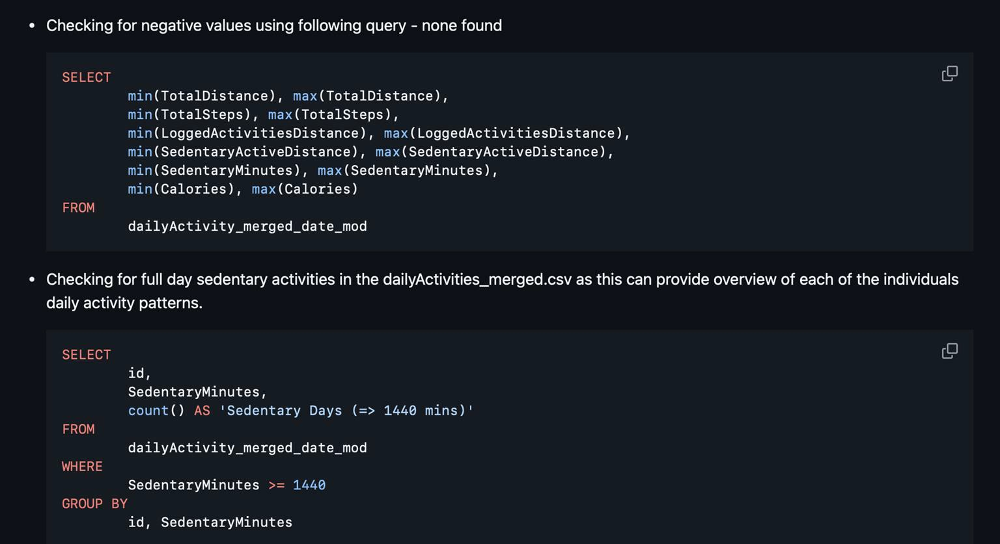 • Checking for negative values using following query - none found
SELECT
min(TotalDistance), max(TotalDistance),
min(TotalSteps), max(TotalSteps),
min(LoggedActivitiesDistance), max(LoggedActivitiesDistance),
min(SedentaryActiveDistance), max(SedentaryActiveDistance),
min(SedentaryMinutes), max(SedentaryMinutes),
min(Calories), max(Calories)
FROM
dailyActivity_merged_date_mod
• Checking for full day sedentary activities in the dailyActivities_merged.csv as this can provide overview of each of the individuals
daily activity patterns.
SELECT
id,
SedentaryMinutes,
count() AS 'Sedentary Days (=> 1440 mins)'
FROM
dailyActivity_merged_date_mod
WHERE
SedentaryMinutes >= 1440
GROUP BY
id, SedentaryMinutes